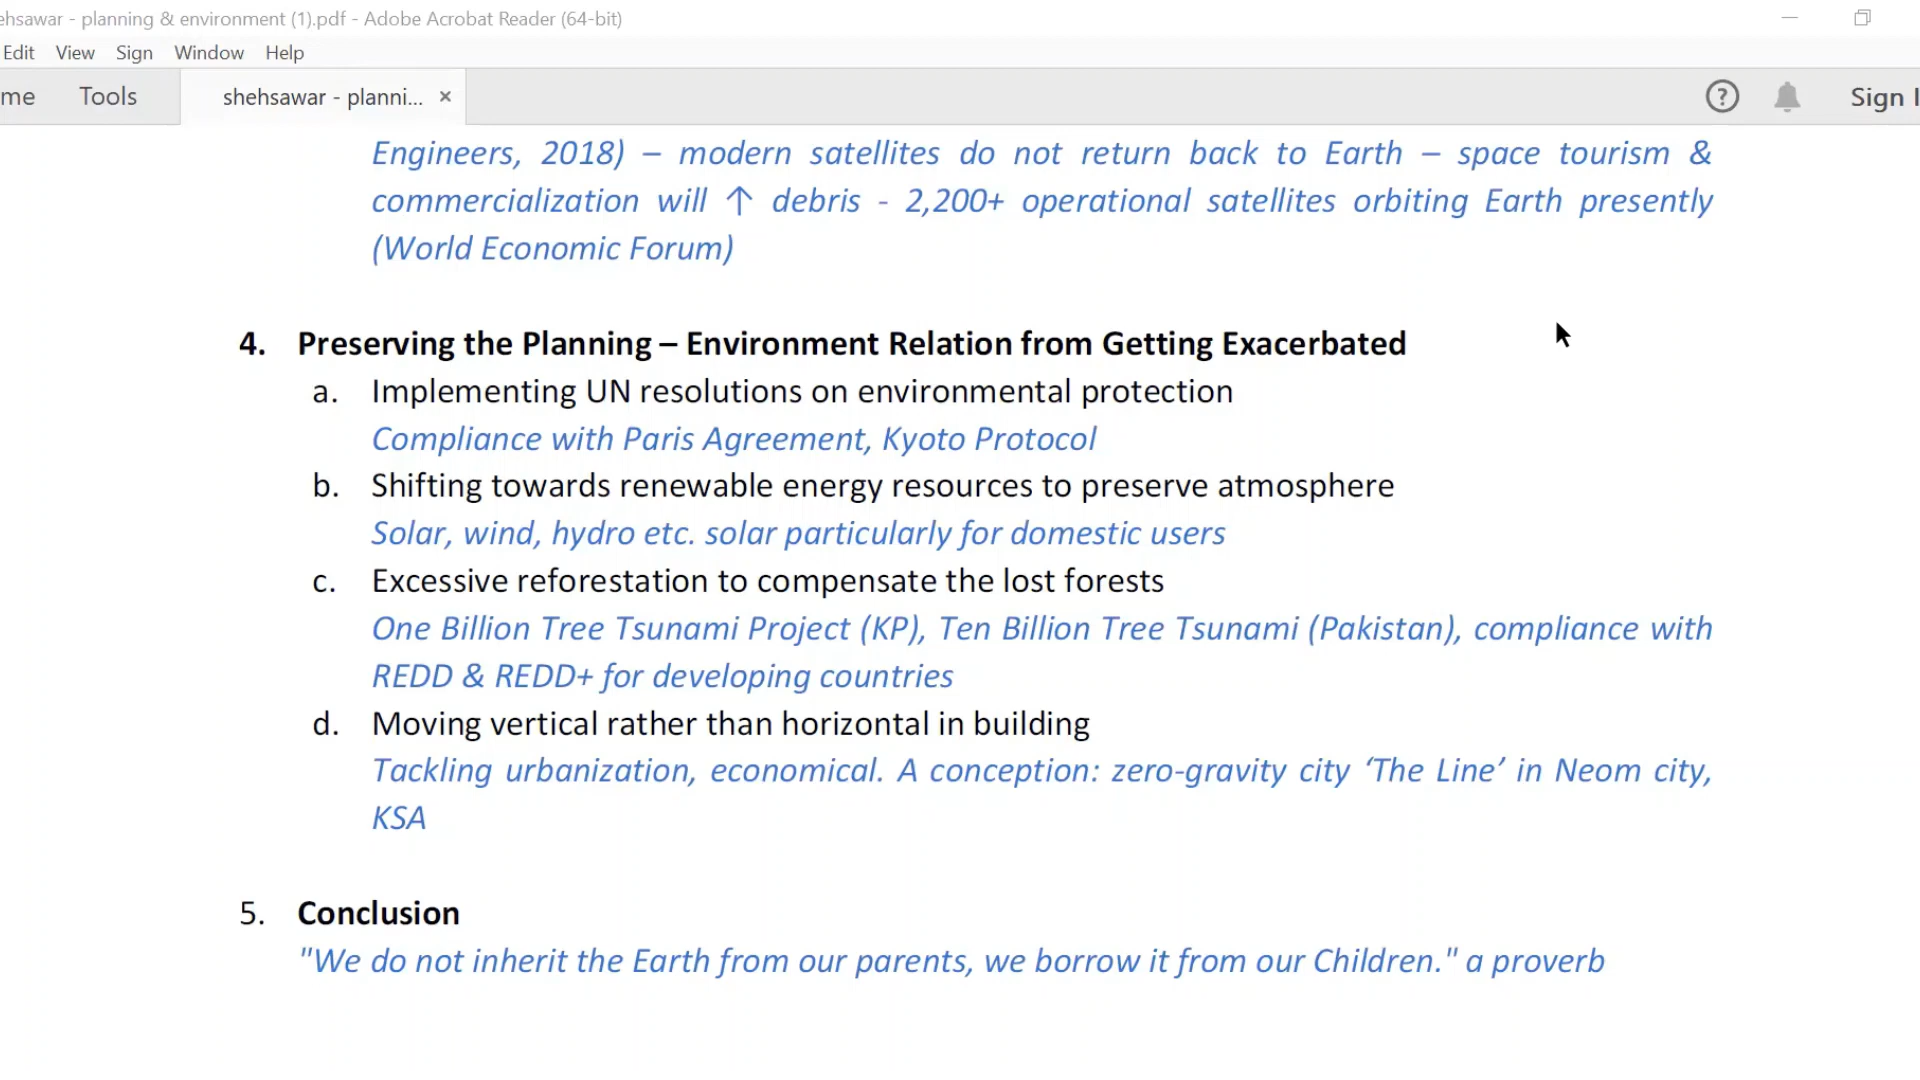 ehsawar - planning & environment (1).pdf - Adobe Acrobat Reader (64-bit)
Edit View Sign Window Help
me Tools shehsawar - planni... × Sign I
Engineers, 2018) – modern satellites do not return back to Earth – space tourism &
commercialization will ↑ debris - 2,200+ operational satellites orbiting Earth presently
(World Economic Forum)
4. Preserving the Planning – Environment Relation from Getting Exacerbated
a. Implementing UN resolutions on environmental protection
Compliance with Paris Agreement, Kyoto Protocol
b. Shifting towards renewable energy resources to preserve atmosphere
Solar, wind, hydro etc. solar particularly for domestic users
c. Excessive reforestation to compensate the lost forests
One Billion Tree Tsunami Project (KP), Ten Billion Tree Tsunami (Pakistan), compliance with
REDD & REDD+ for developing countries
d. Moving vertical rather than horizontal in building
Tackling urbanization, economical. A conception: zero-gravity city ‘The Line’ in Neom city,
KSA
5. Conclusion
"We do not inherit the Earth from our parents, we borrow it from our Children." a proverb